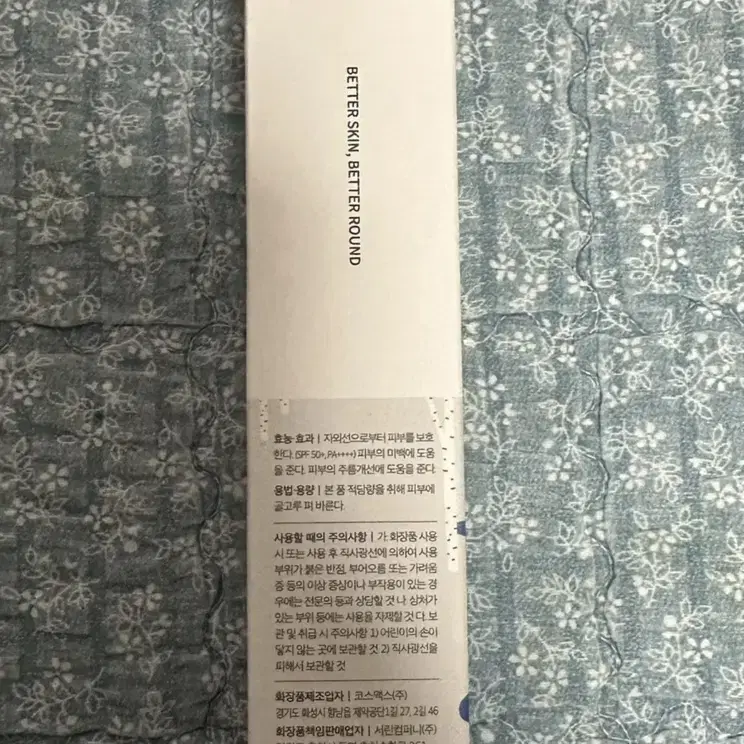 BETTER SKIN, BETTER ROUND
효능·효과 | 자외선으로부터 피부를 보호
한다. (SPF 50+, PA++++) 피부의 미백에 도움
을 준다. 피부의 주름개선에 도움을 준다.
용법·용량 | 본 품 적당량을 취해 피부에
골고루 펴 바른다.
사용할 때의 주의사항 | 가. 화장품 사용
시 또는 사용 후 직사광선에 의하여 사용
부위가 붉은 반점, 부어오름 또는 가려움
증 등의 이상 증상이나 부작용이 있는 경
우에는 전문의 등과 상담할 것 나. 상처가
있는 부위 등에는 사용을 자제할 것 다. 보
관 및 취급 시 주의사항 1) 어린이의 손이
닿지 않는 곳에 보관할 것 2) 직사광선을
피해서 보관할 것
화장품제조업자 | 코스맥스(주)
경기도 화성시 향남읍 제약공단1길 27, 2길 46
화장품책임판매업자 | 서린컴퍼니(주)